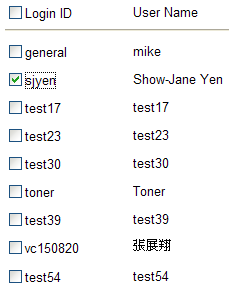 Login ID User Name
general mike
sjyen Show-Jane Yen
test17 test17
test23 test23
test30 test30
toner Toner
test39 test39
vc150820 張展翔
test54 test54